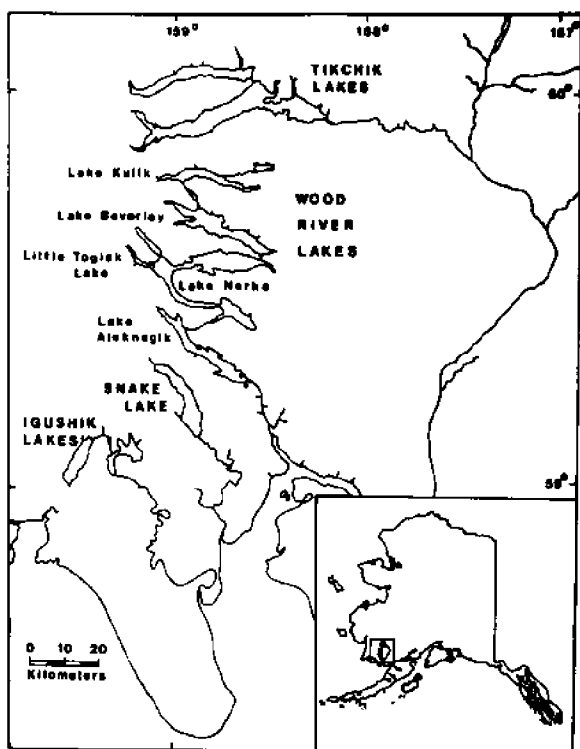 159°
158°
157
TIKCHIK
LAKES
60°
Lake Kulik
WOOD
RIVER
LAKES
Lake Beverley
Little Togiak
Lake
Lake Nerka
Lake
Aleknagik
SNAKE
LAKE
IGUSHIK
LAKES
59°
0 10 20
Kilometers